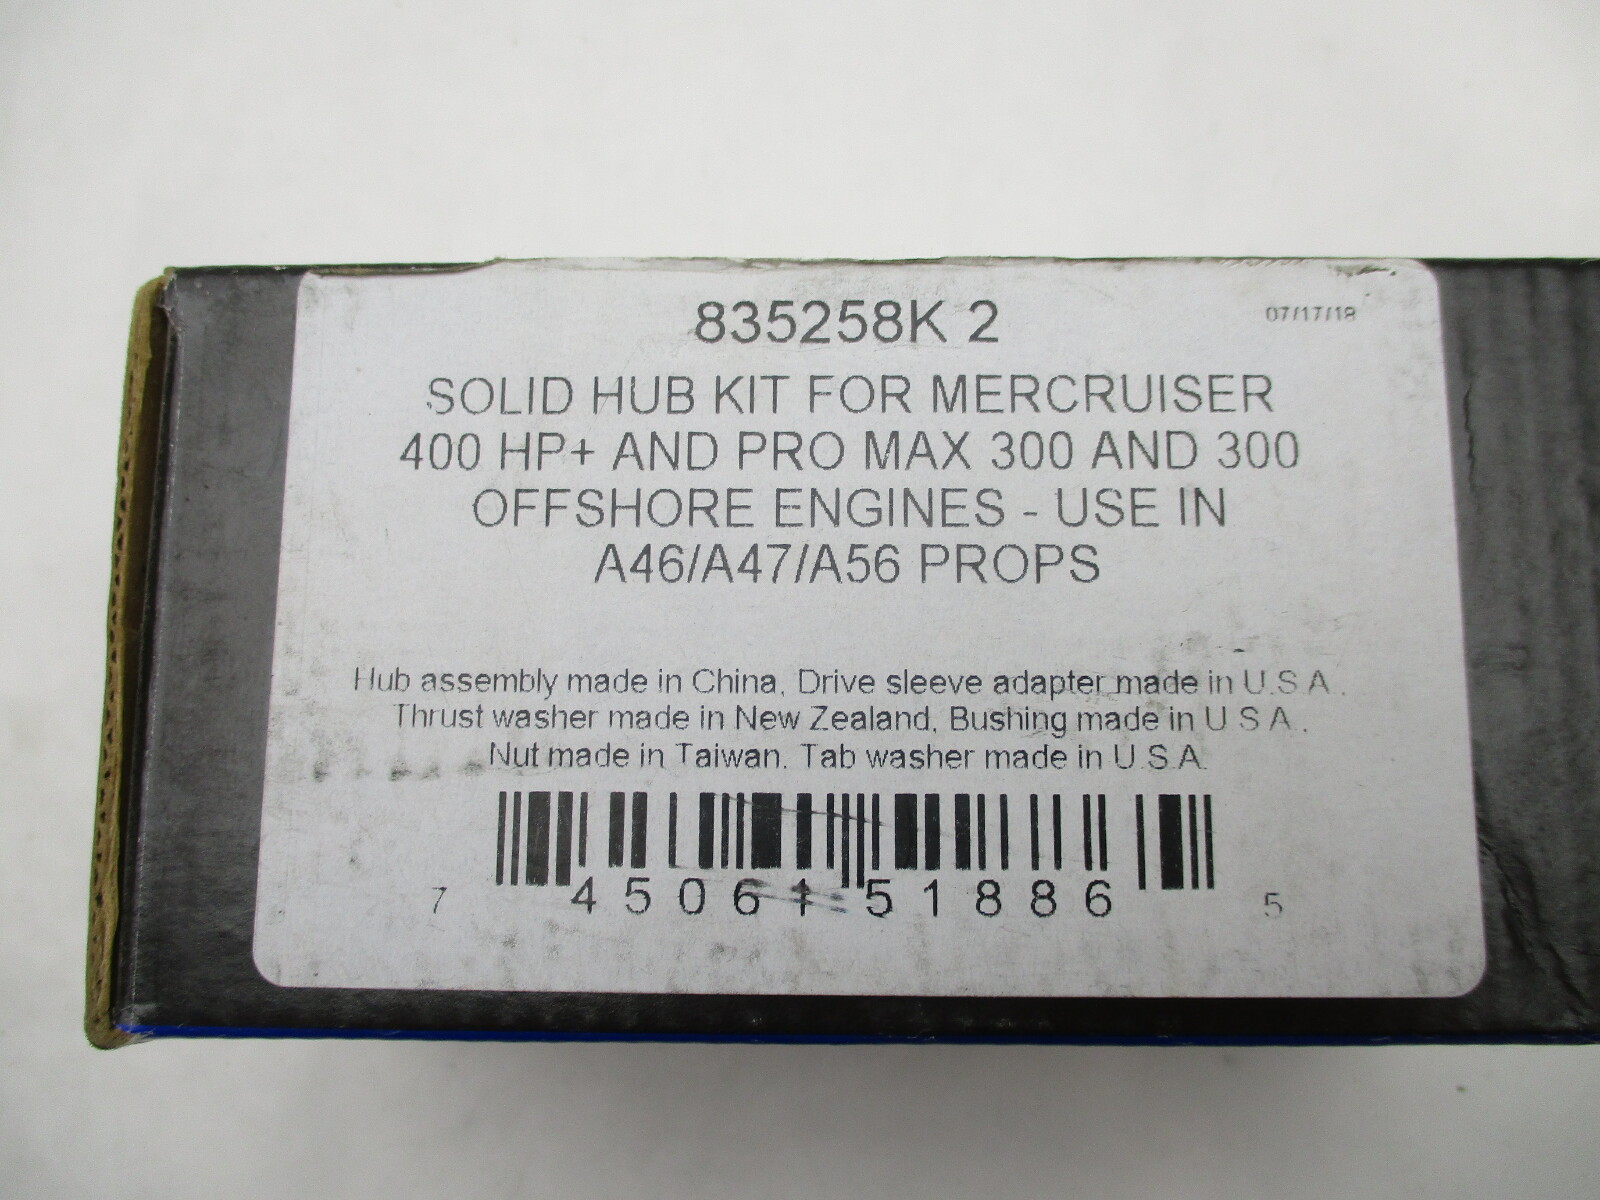 835258K 2
07/17/18
SOLID HUB KIT FOR MERCRUISER
400 HP+ AND PRO MAX 300 AND 300
OFFSHORE ENGINES - USE IN
A46/A47/A56 PROPS
Hub assembly made in China, Drive sleeve adapter made in U.S.A.
Thrust washer made in New Zealand, Bushing made in U.S.A.
Nut made in Taiwan. Tab washer made in U.S.A.
7 45061 51886 5